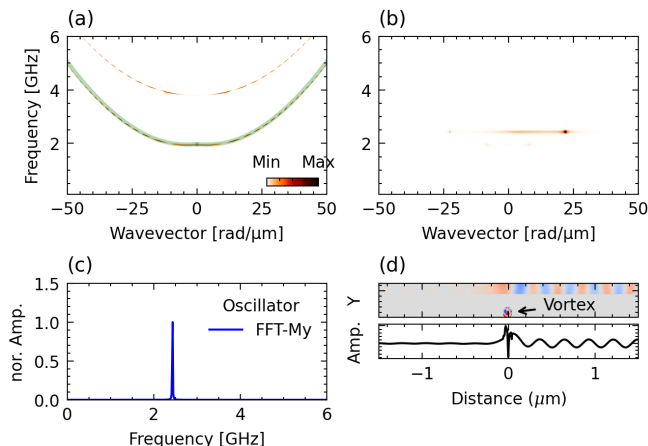 (a)
(b)
Frequency [GHz]
6
4
2
Min Max
−50 −25 0 25 50
Wavevector [rad/μm]
6
4
2
−50 −25 0 25 50
Wavevector [rad/μm]
(c)
(d)
nor. Amp.
1.5
1.0
0.5
0.0
Oscillator
FFT-My
0 2 4 6
Frequency [GHz]
Y
Vortex
Amp.
−1 0 1
Distance (μm)